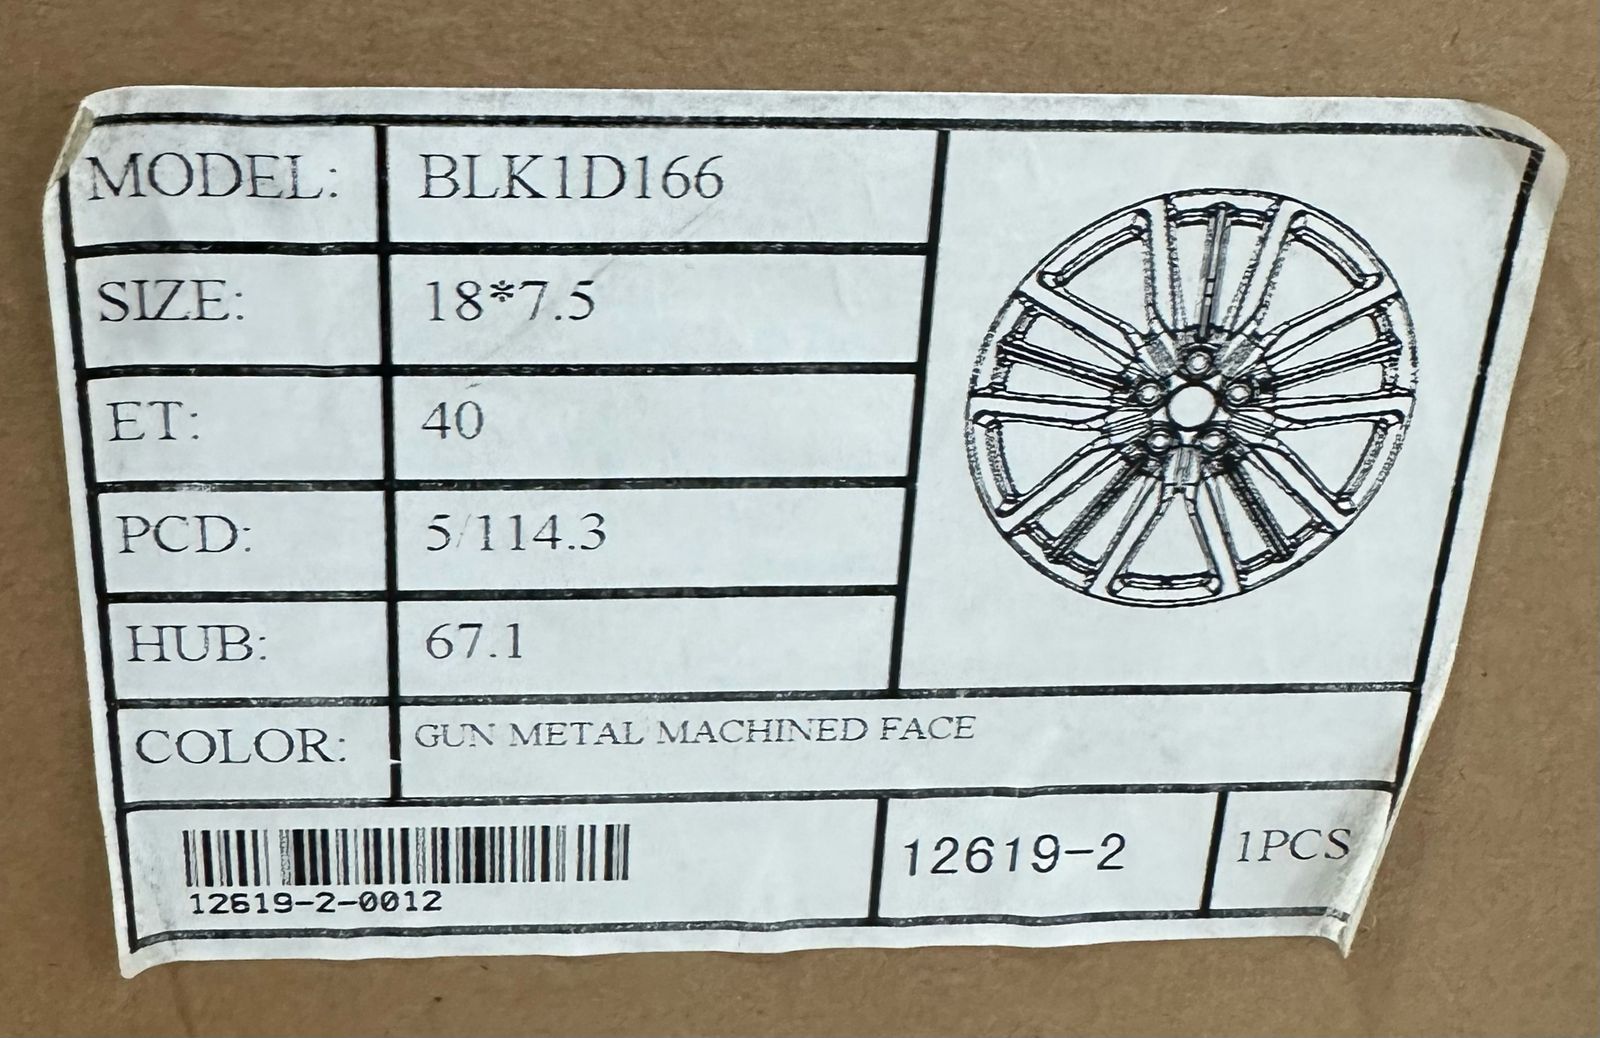 MODEL: BLK1D166
SIZE: 18*7.5
ET: 40
PCD: 5/114.3
HUB: 67.1
COLOR: GUN METAL MACHINED FACE
12619-2-0012
12619-2
1PCS